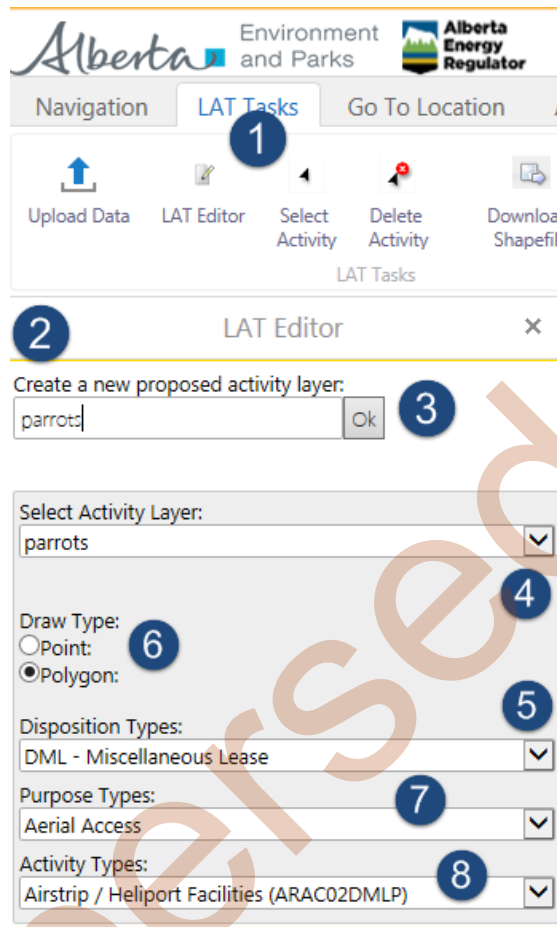 Alberta Environment and Parks
Alberta Energy Regulator
Navigation LAT Tasks Go To Location
1
Upload Data LAT Editor Select Activity Delete Activity
LAT Tasks
2 LAT Editor ×
Create a new proposed activity layer:
parrots Ok 3
Select Activity Layer:
parrots
4
Draw Type:
Point: 6
Polygon:
5
Disposition Types:
DML - Miscellaneous Lease
Purpose Types: 7
Aerial Access
Activity Types: 8
Airstrip / Heliport Facilities (ARAC02DMLP)